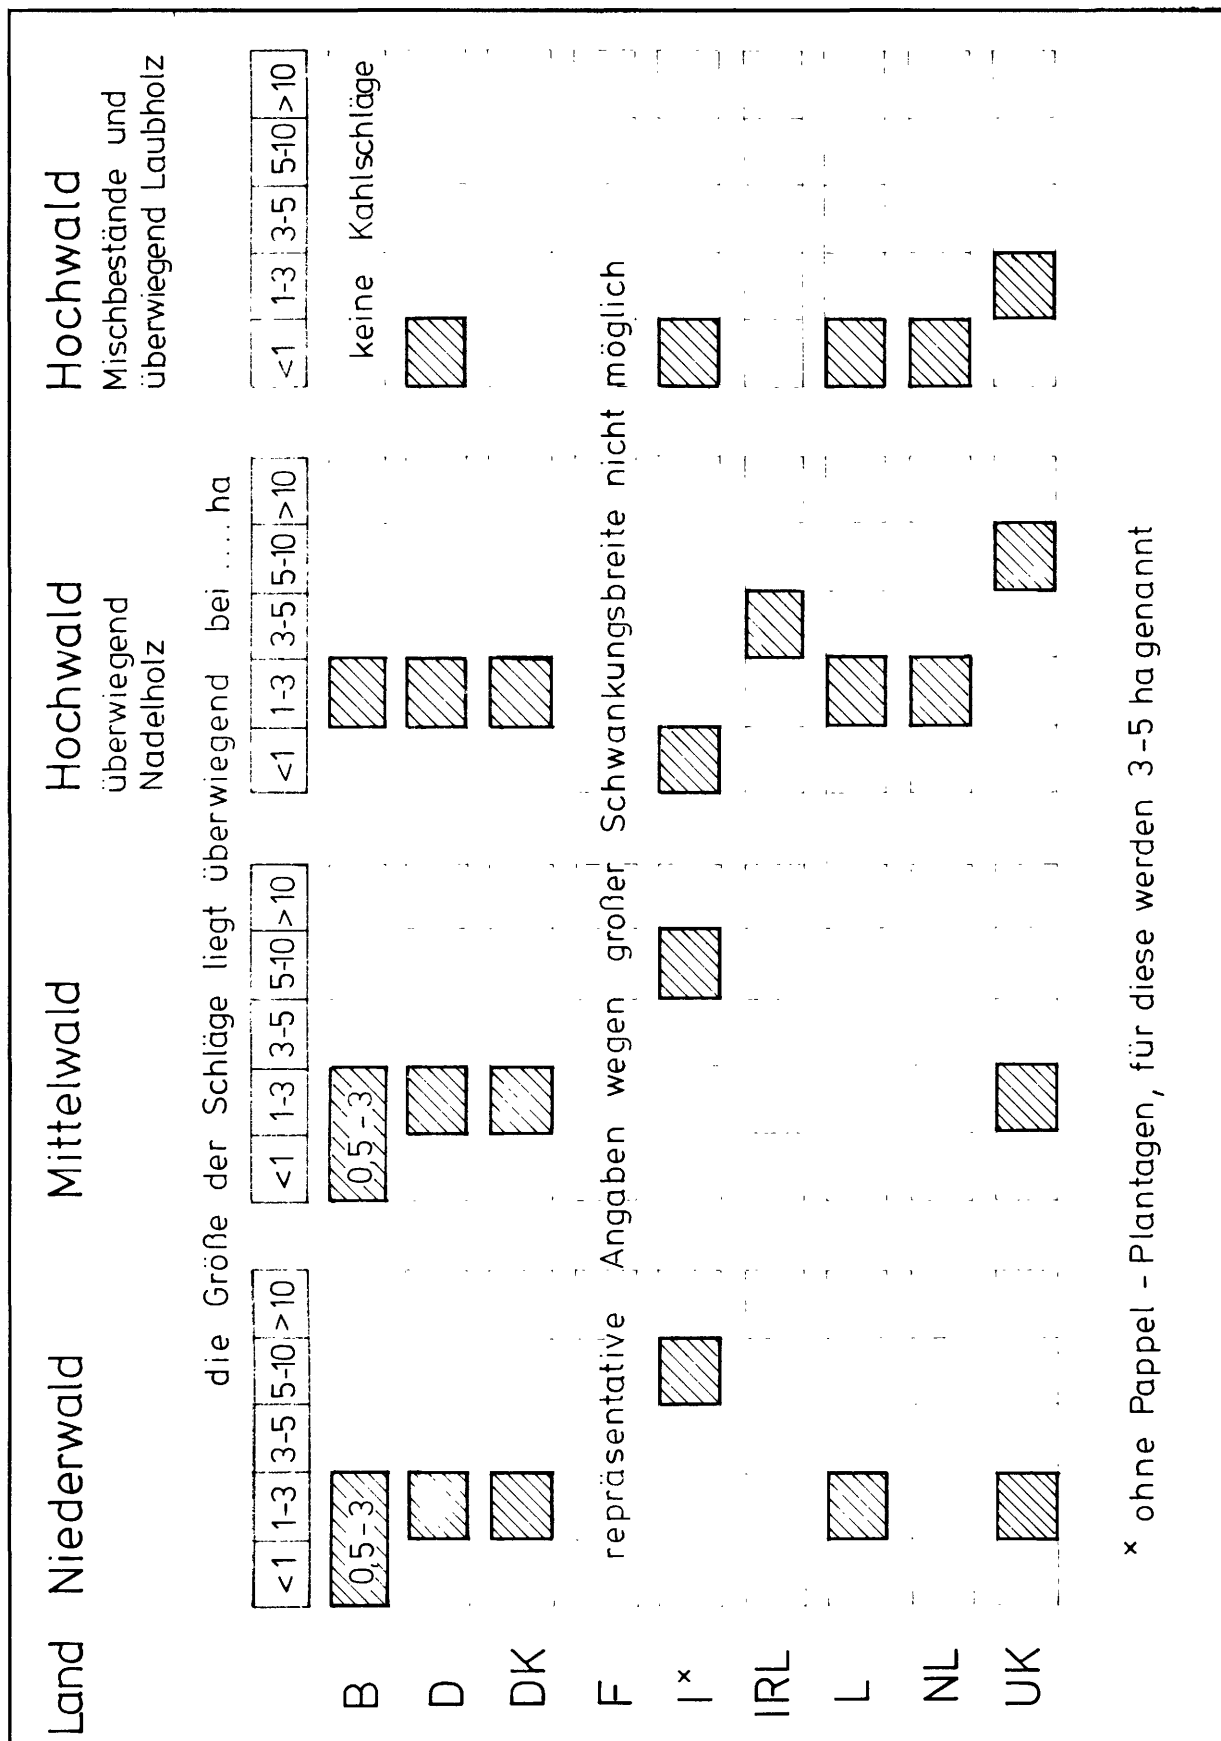 Land Niederwald Mittelwald Hochwald Hochwald
überwiegend Nadelholz
Mischbestände und überwiegend Laubholz
die Größe der Schläge liegt überwiegend bei ....ha
<1 1-3 3-5 5-10 >10 <1 1-3 3-5 5-10 >10 <1 1-3 3-5 5-10 >10 <1 1-3 3-5 5-10 >10
B 0,5-3 0,5-3 keine Kahlschläge
D
DK
F repräsentative Angaben wegen großer Schwankungsbreite nicht möglich
I×
IRL
L
NL
UK
× ohne Pappel - Plantagen, für diese werden 3-5 ha genannt